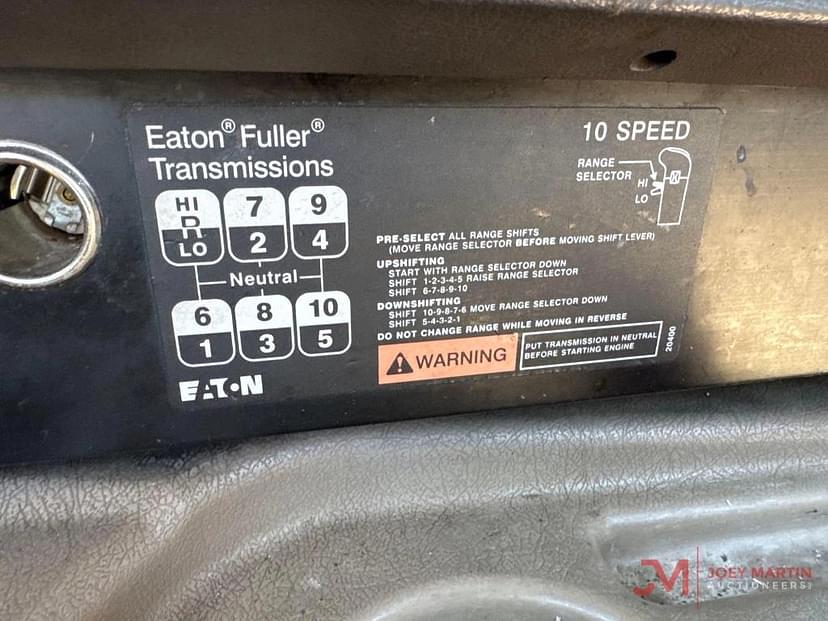 Eaton® Fuller®
Transmissions
10 SPEED
RANGE
SELECTOR
HI
LO
HI 7 9
R
LO 2 4
Neutral
6 8 10
1 3 5
EATON
PRE-SELECT ALL RANGE SHIFTS
(MOVE RANGE SELECTOR BEFORE MOVING SHIFT LEVER)
UPSHIFTING
START WITH RANGE SELECTOR DOWN
SHIFT 1-2-3-4-5 RAISE RANGE SELECTOR
SHIFT 6-7-8-9-10
DOWNSHIFTING
SHIFT 10-9-8-7-6 MOVE RANGE SELECTOR DOWN
SHIFT 5-4-3-2-1
DO NOT CHANGE RANGE WHILE MOVING IN REVERSE
WARNING
PUT TRANSMISSION IN NEUTRAL
BEFORE STARTING ENGINE
20400
JM JOEY MARTIN
AUCTIONEERS